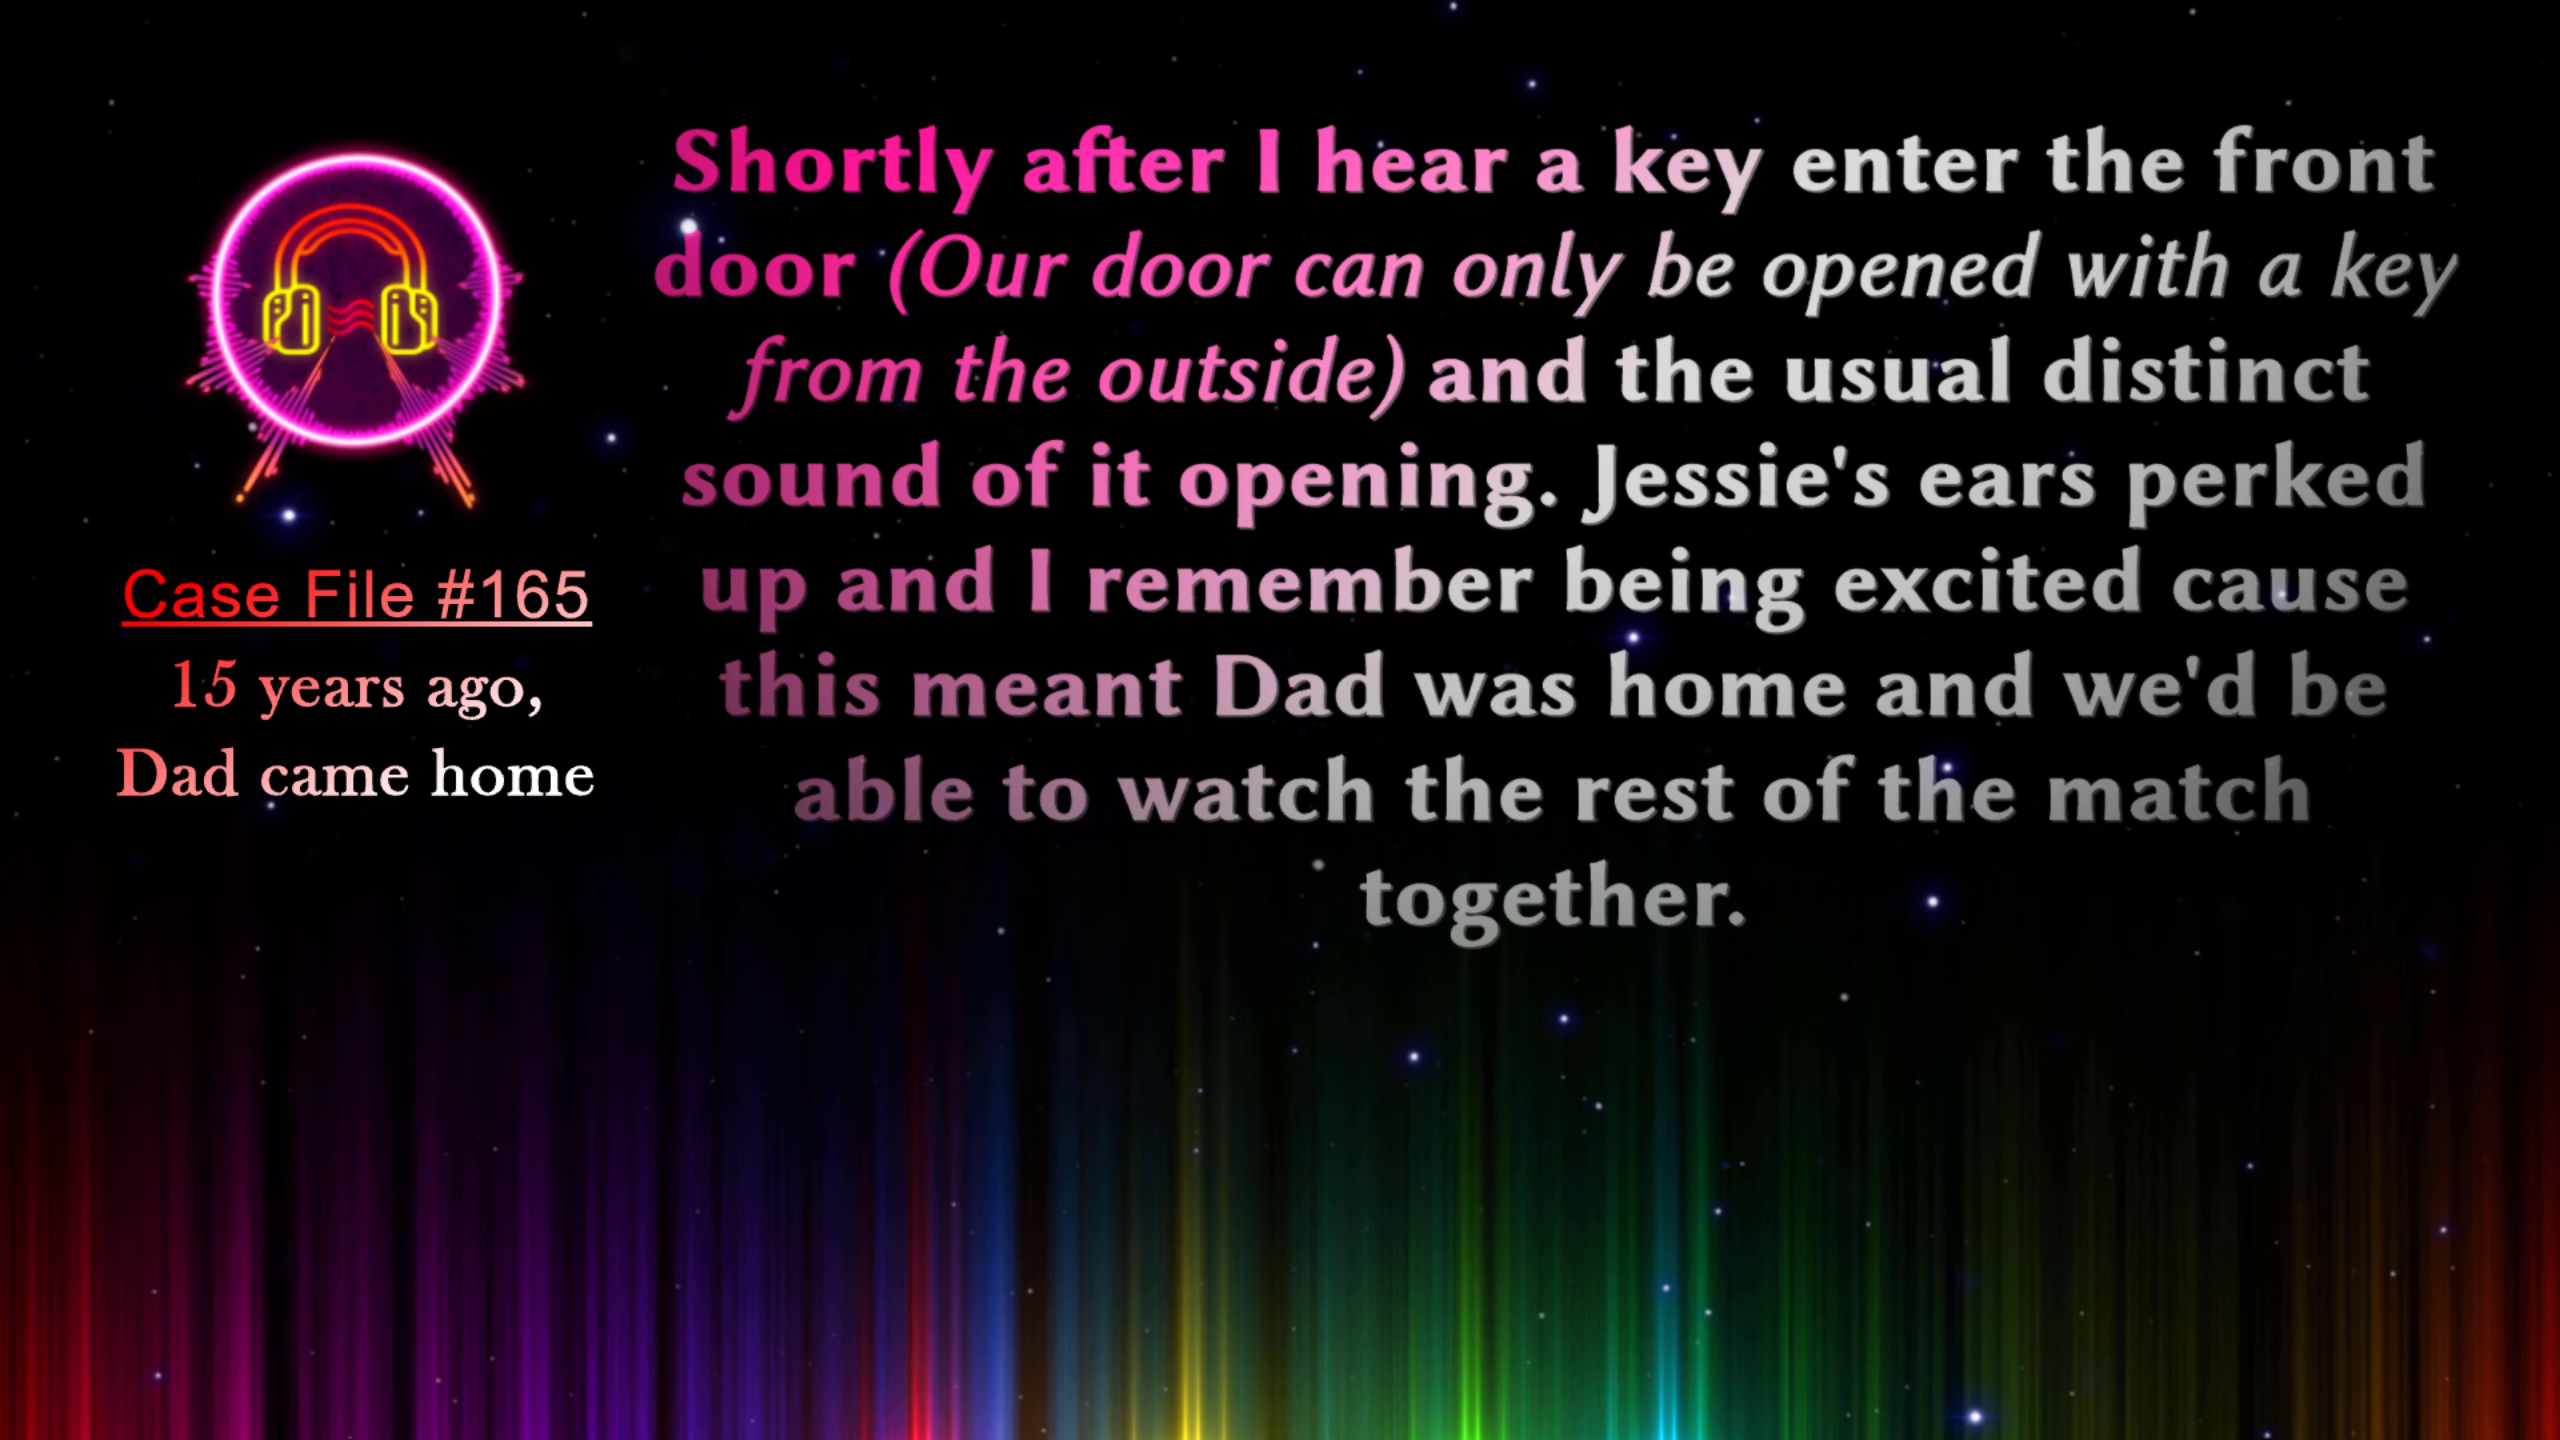 Case File #165
15 years ago,
Dad came home
Shortly after I hear a key enter the front
door (Our door can only be opened with a key
from the outside) and the usual distinct
sound of it opening. Jessie's ears perked
up and I remember being excited cause
this meant Dad was home and we'd be
able to watch the rest of the match
together.